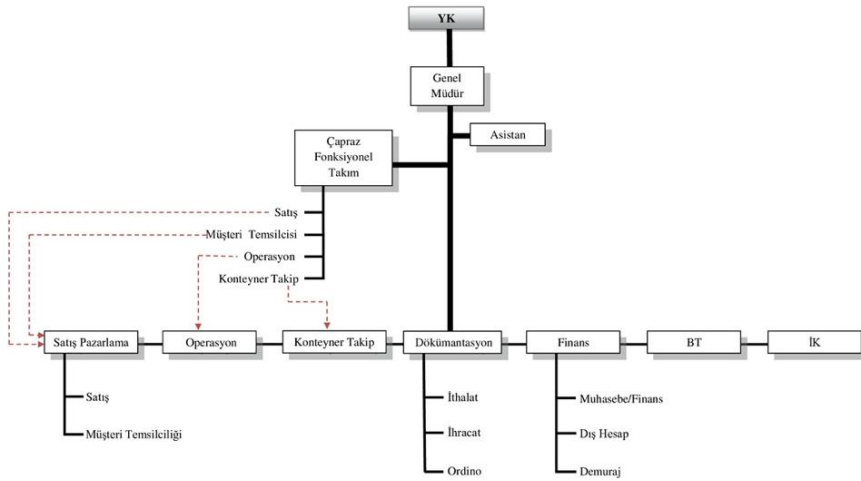 YK
Genel
Müdür
Asistan
Çapraz
Fonksiyonel
Takım
Satış
Müşteri Temsilcisi
Operasyon
Konteyner Takip
Satış Pazarlama
Operasyon
Konteyner Takip
Dökümantasyon
Finans
BT
İK
Satış
Müşteri Temsilciliği
İthalat
İhracat
Ordino
Muhasebe/Finans
Dış Hesap
Demuraj